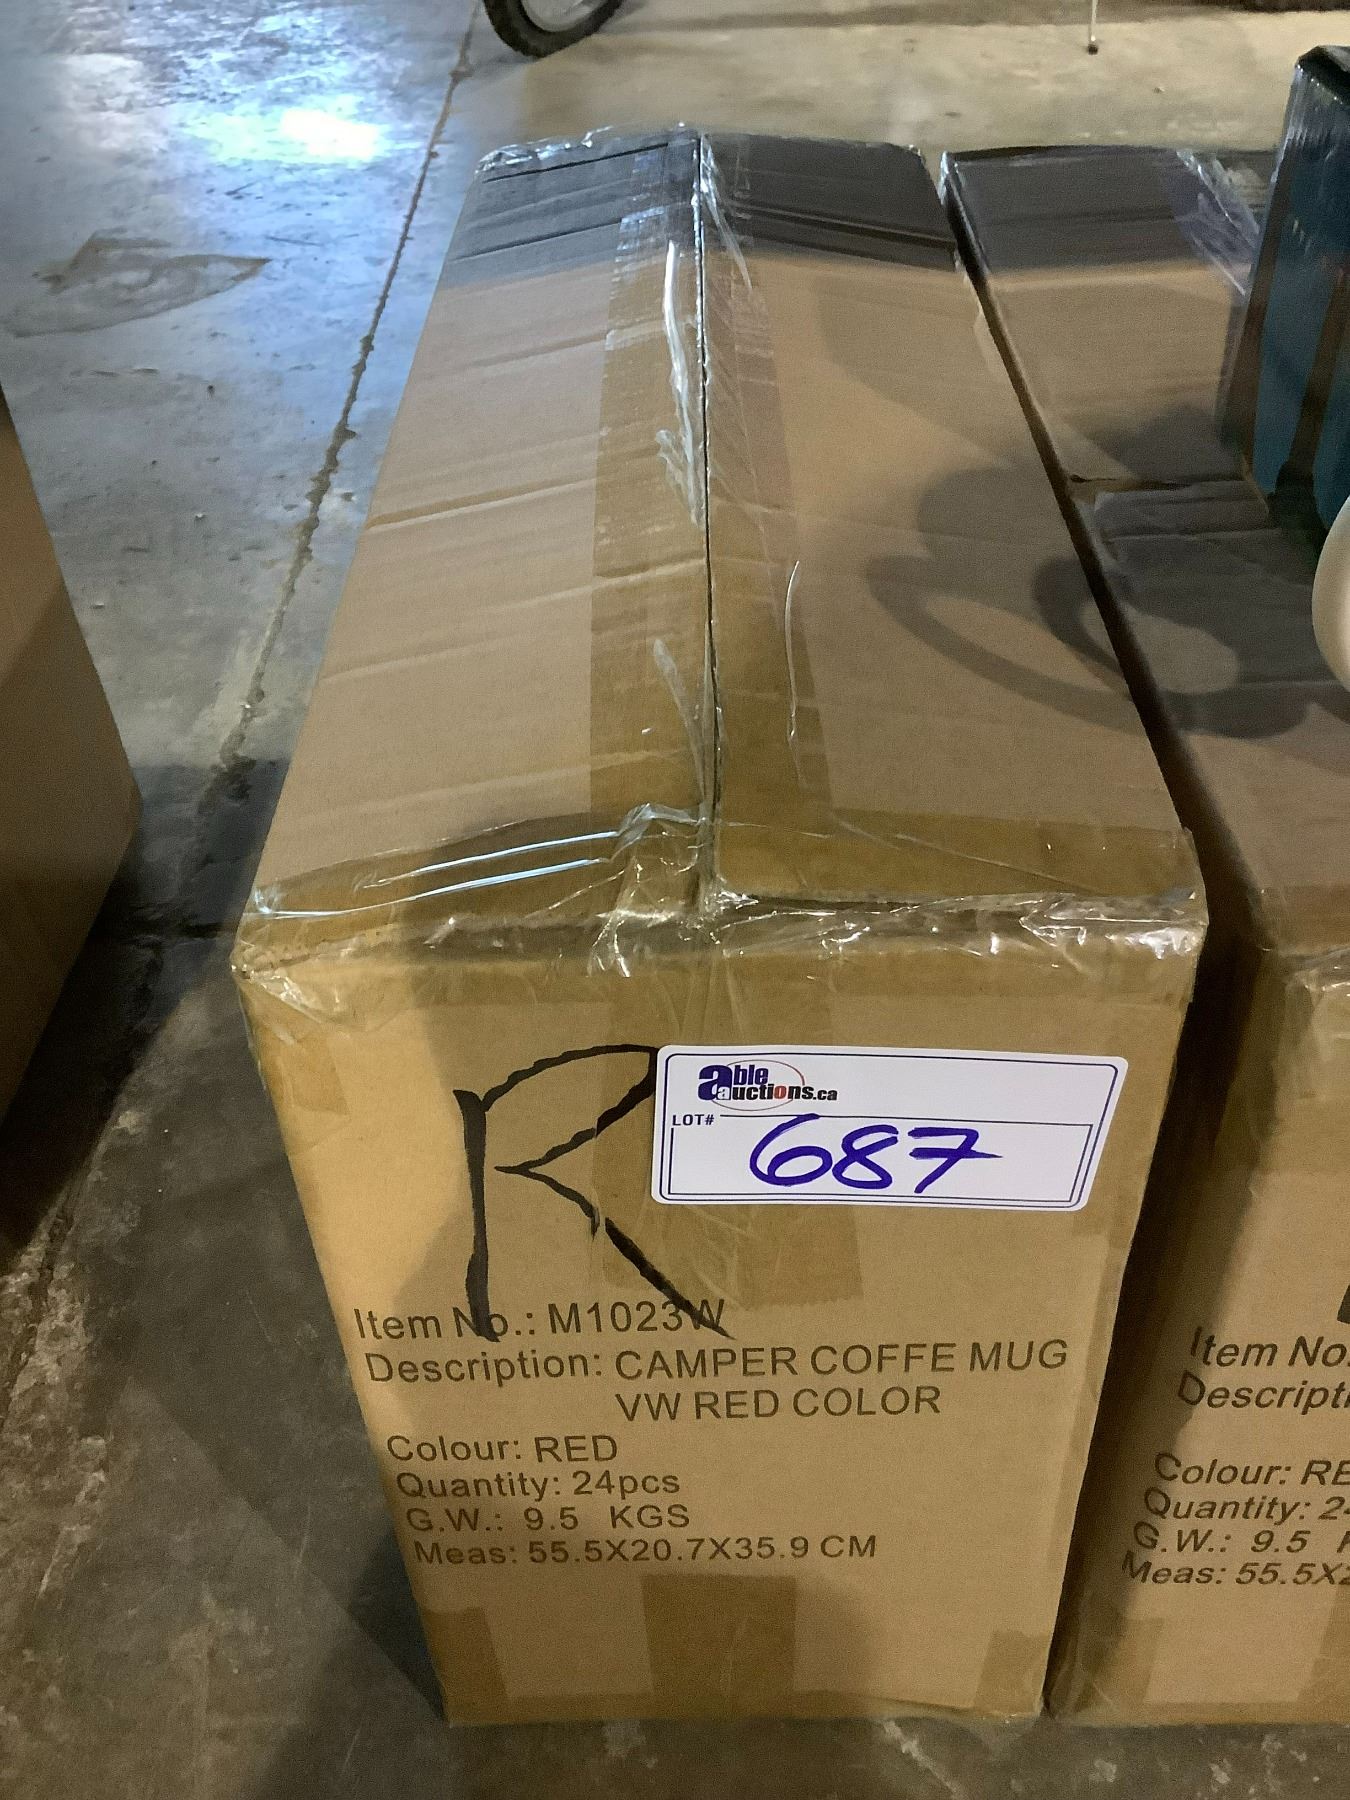 able
auctions.ca
LOT#
687
R
Item No.: M1023W
Description: CAMPER COFFE MUG
VW RED COLOR
Colour: RED
Quantity: 24pcs
G.W.: 9.5 KGS
Meas: 55.5X20.7X35.9 CM
Item No.
Descript
Colour: RE
Quantity: 2
G.W.: 9.5
Meas: 55.5X